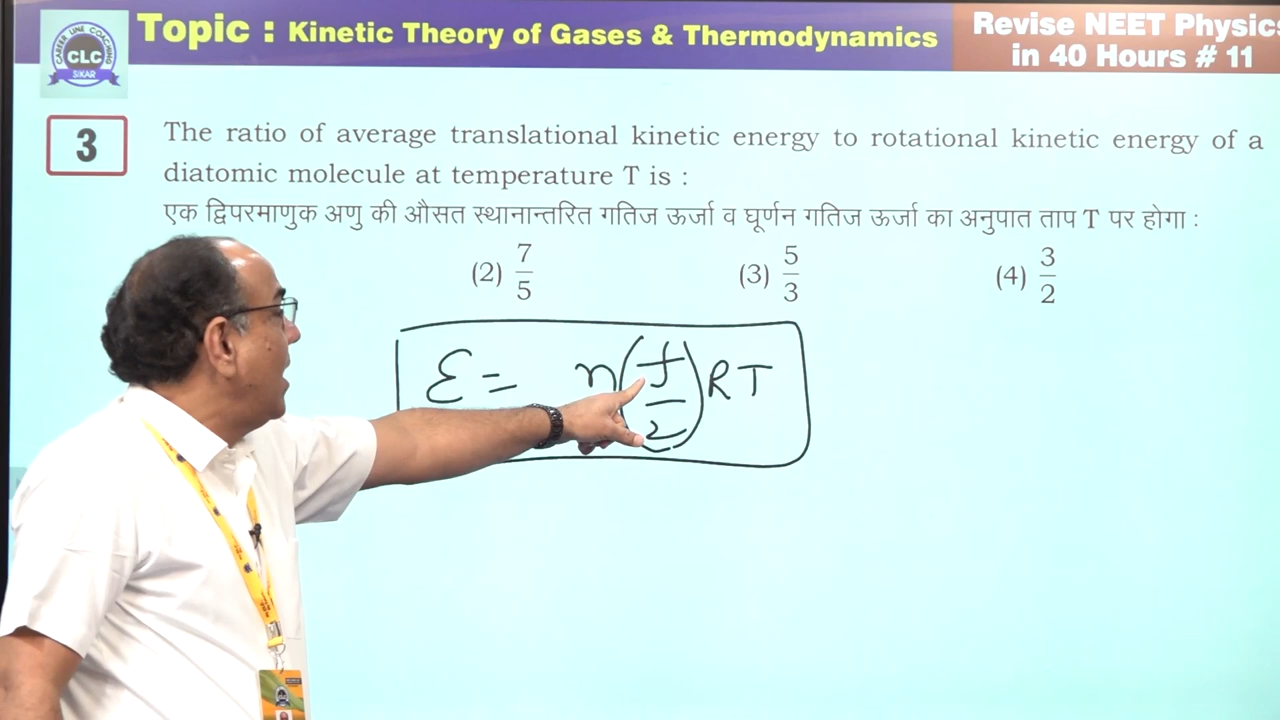 CAREER LINE COACHING
CLC
SIKAR
Topic : Kinetic Theory of Gases & Thermodynamics
Revise NEET Physics
in 40 Hours # 11
3
The ratio of average translational kinetic energy to rotational kinetic energy of a
diatomic molecule at temperature T is :
एक द्विपरमाणुक अणु की औसत स्थानान्तरित गतिज ऊर्जा व घूर्णन गतिज ऊर्जा का अनुपात ताप T पर होगा :
(2) 7/5 (3) 5/3 (4) 3/2
ℰ = n(f/2)RT